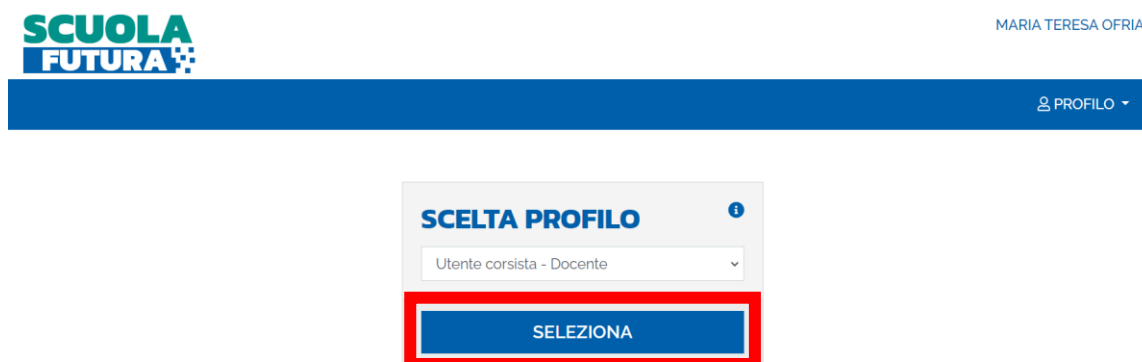 SCUOLA
FUTURA
MARIA TERESA OFRIA
PROFILO
SCELTA PROFILO
Utente corsista - Docente
SELEZIONA